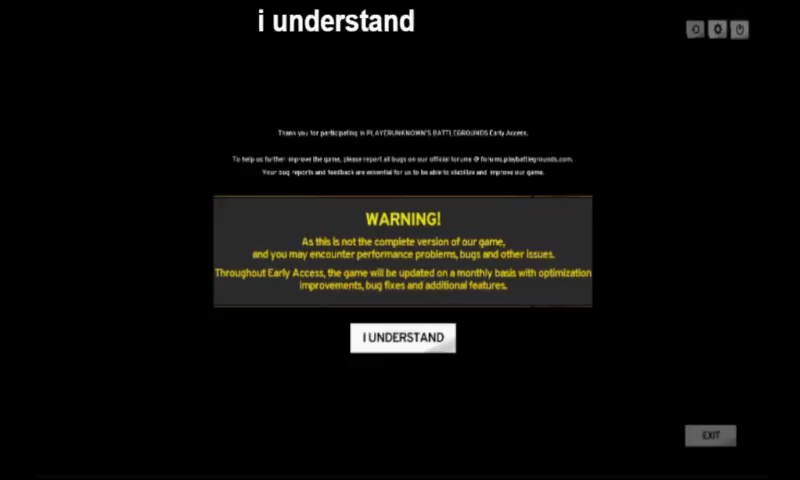 i understand
Thank you for participating in PLAYERUNKNOWN'S BATTLEGROUNDS Early Access.
To help us further improve the game, please report all bugs on our official forums @ forums.playbattlegrounds.com.
Your bug reports and feedback are essential for us to be able to stabilize and improve our game.
WARNING!
As this is not the complete version of our game,
and you may encounter performance problems, bugs and other issues.
Throughout Early Access, the game will be updated on a monthly basis with optimization
improvements, bug fixes and additional features.
I UNDERSTAND
EXIT